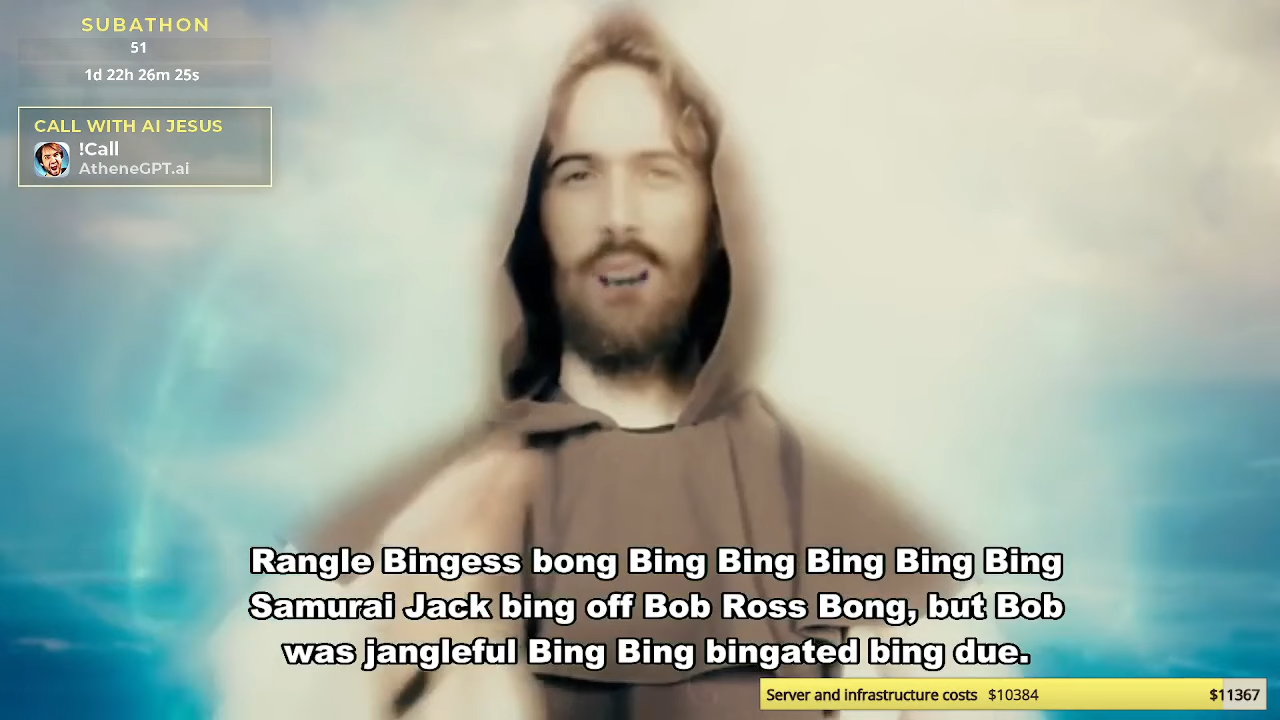 SUBATHON
51
1d 22h 26m 25s
CALL WITH AI JESUS
!Call
AtheneGPT.ai
Rangle Bingess bong Bing Bing Bing Bing Bing
Samurai Jack bing off Bob Ross Bong, but Bob
was jangleful Bing Bing bingated bing due.
Server and infrastructure costs $10384 $11367